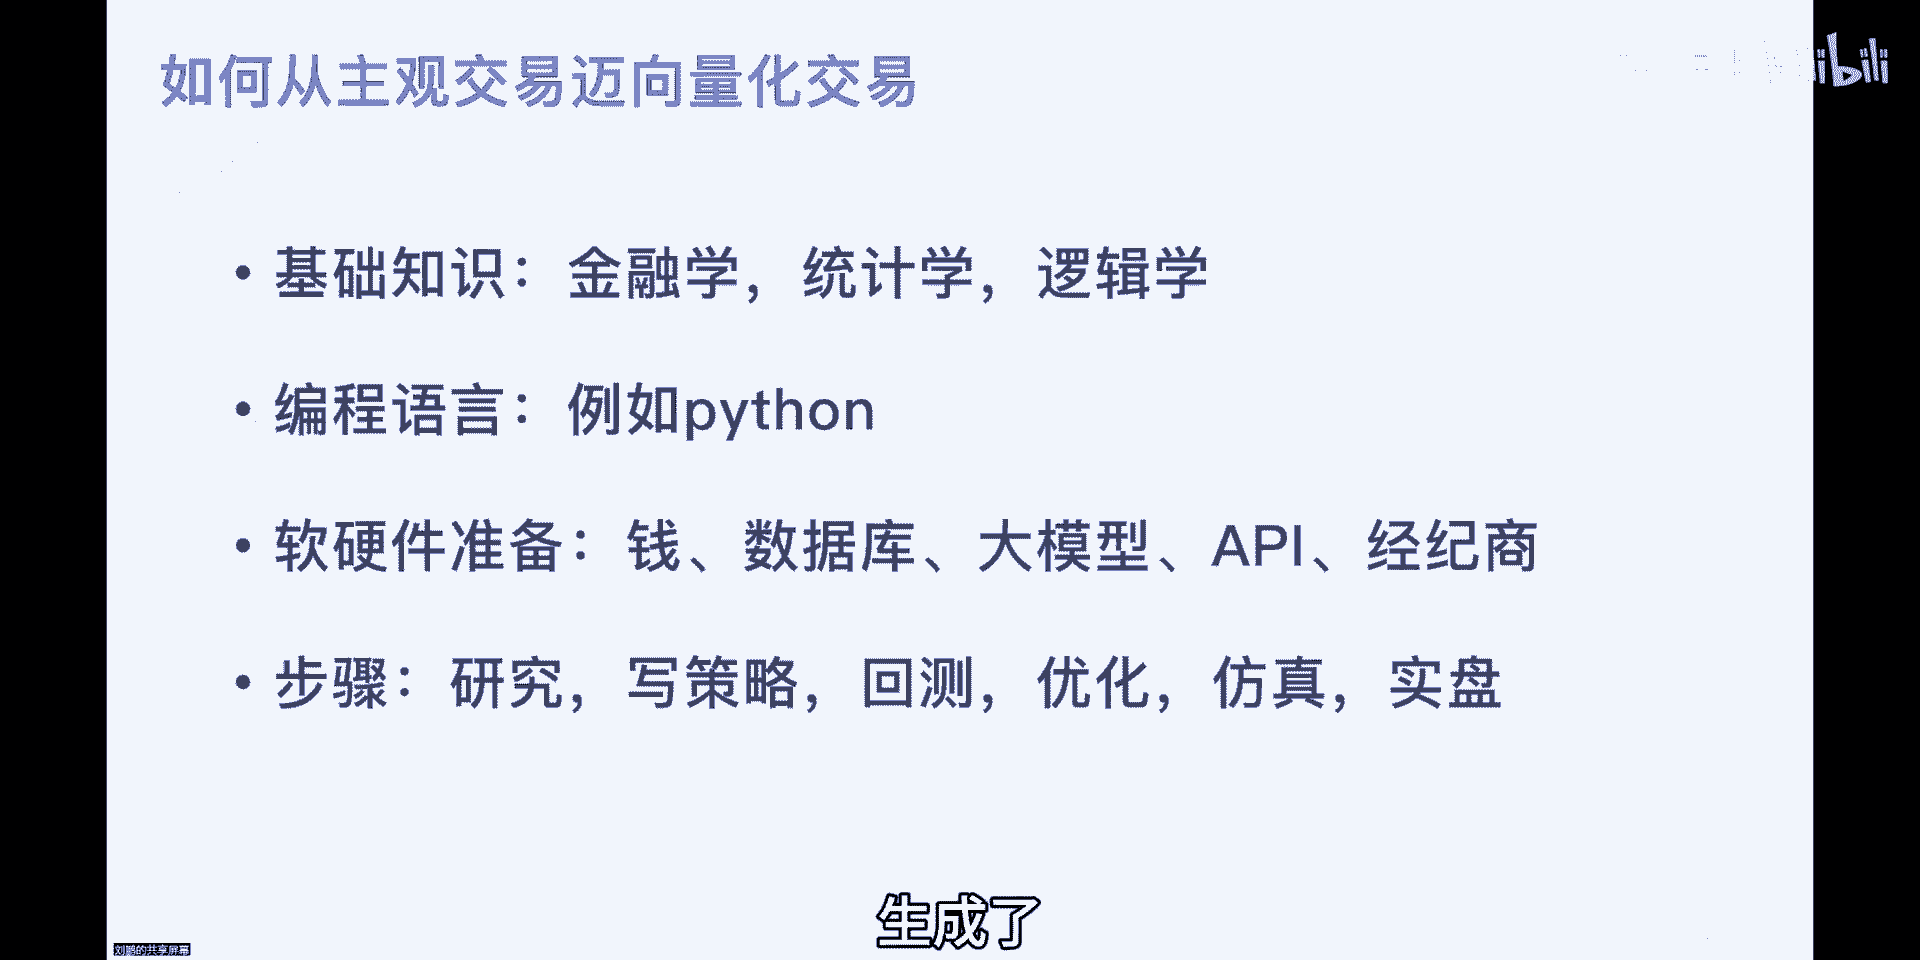 如何从主观交易迈向量化交易
bilibili
• 基础知识：金融学，统计学，逻辑学
• 编程语言：例如python
• 软硬件准备：钱、数据库、大模型、API、经纪商
• 步骤：研究，写策略，回测，优化，仿真，实盘
生成了
的共享屏幕